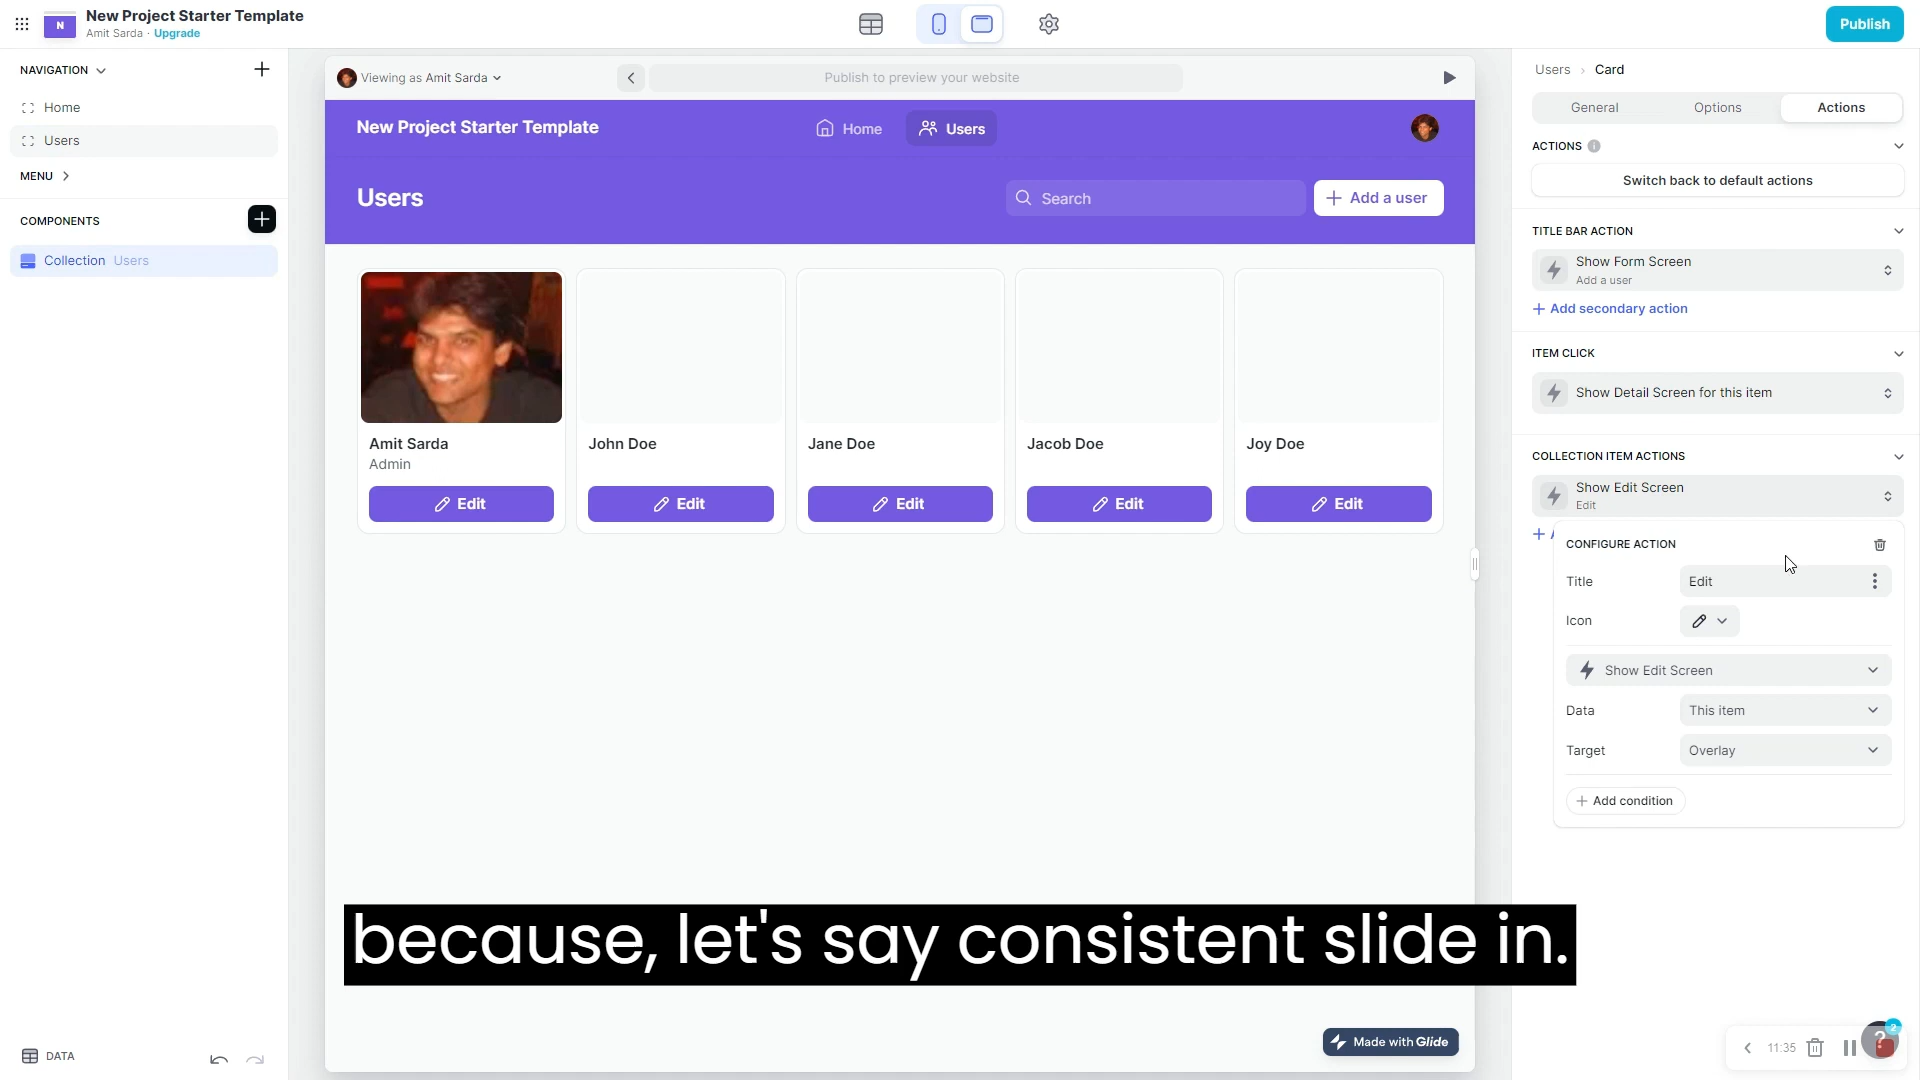 New Project Starter Template
N
Amit Sarda · Upgrade
Publish
NAVIGATION
Home
Users
MENU
COMPONENTS
Collection Users
DATA
Viewing as Amit Sarda
Publish to preview your website
New Project Starter Template
Home
Users
Users
Search
Add a user
Amit Sarda
Admin
Edit
John Doe
Edit
Jane Doe
Edit
Jacob Doe
Edit
Joy Doe
Edit
because, let's say consistent slide in.
Made with Glide
Users › Card
General
Options
Actions
ACTIONS
Switch back to default actions
TITLE BAR ACTION
Show Form Screen
Add a user
+ Add secondary action
ITEM CLICK
Show Detail Screen for this item
COLLECTION ITEM ACTIONS
Show Edit Screen
Edit
CONFIGURE ACTION
Title
Edit
Icon
Show Edit Screen
Data
This item
Target
Overlay
+ Add condition
11:35
?
2